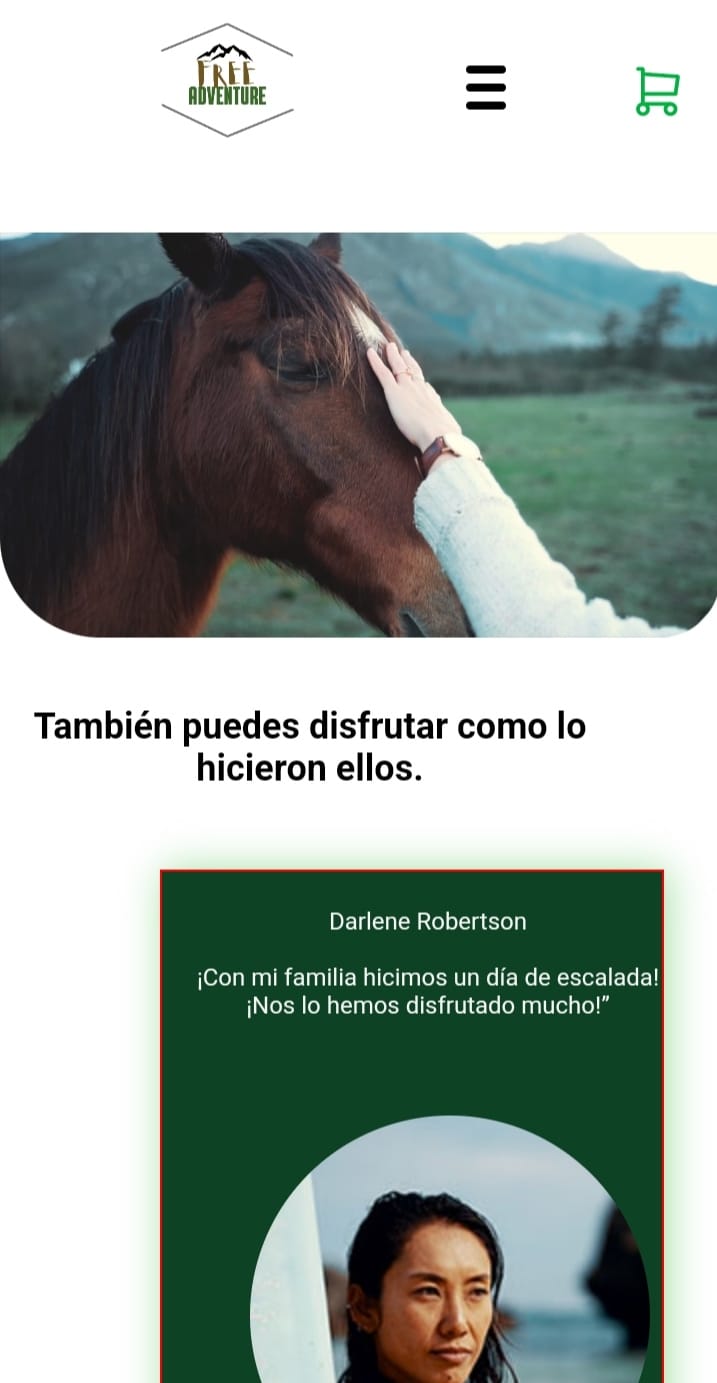 FREE
ADVENTURE
También puedes disfrutar como lo
hicieron ellos.
Darlene Robertson
¡Con mi familia hicimos un día de escalada!
¡Nos lo hemos disfrutado mucho!”